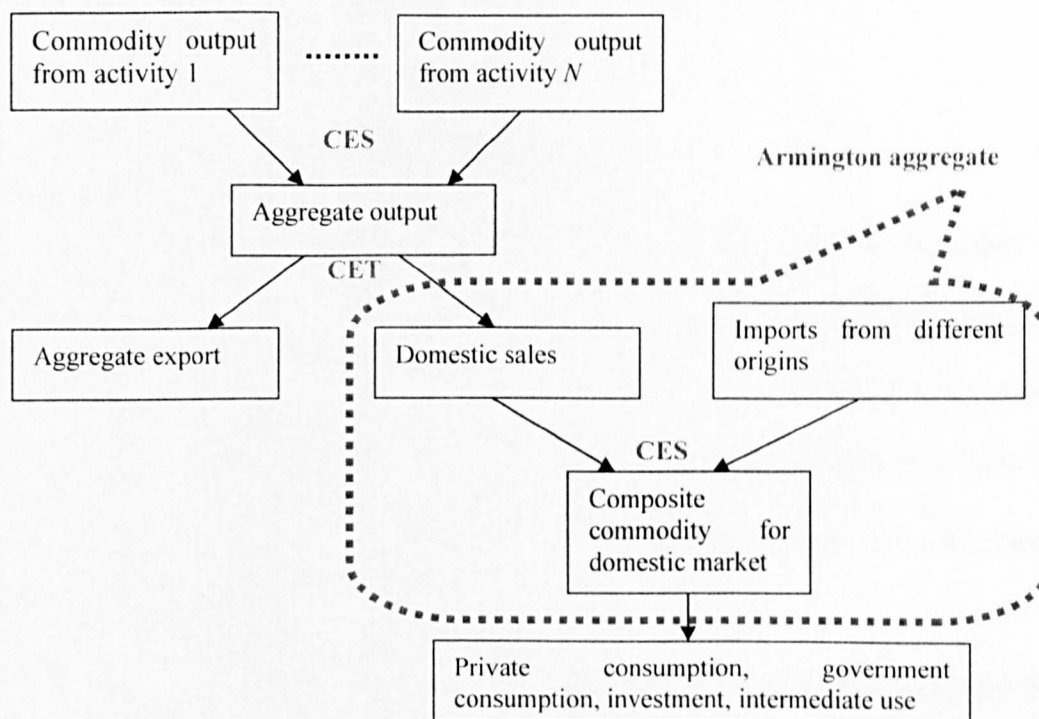 Commodity output
from activity 1
Commodity output
from activity N
CES
Armington aggregate
Aggregate output
CET
Aggregate export
Domestic sales
Imports from different
origins
CES
Composite
commodity for
domestic market
Private consumption, government
consumption, investment, intermediate use